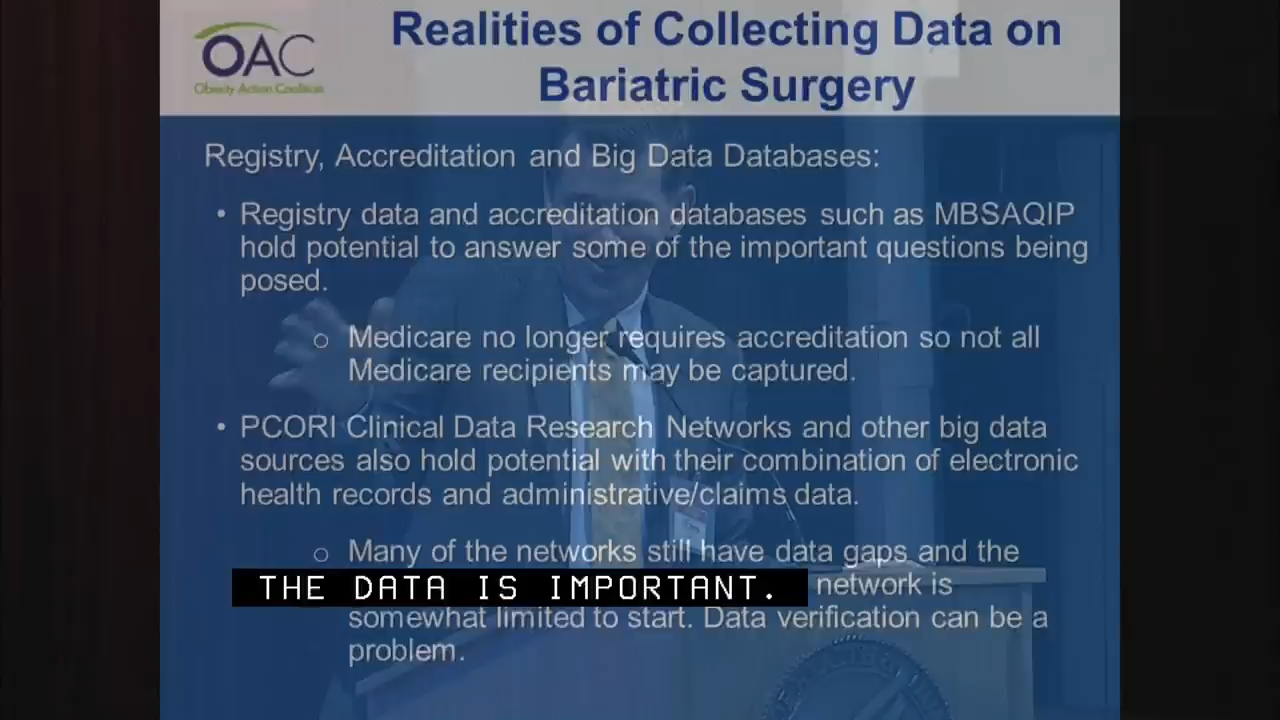 OAC
Obesity Action Coalition
Realities of Collecting Data on
Bariatric Surgery
Registry, Accreditation and Big Data Databases:
• Registry data and accreditation databases such as MBSAQIP
hold potential to answer some of the important questions being
posed.
o Medicare no longer requires accreditation so not all
Medicare recipients may be captured.
• PCORI Clinical Data Research Networks and other big data
sources also hold potential with their combination of electronic
health records and administrative/claims data.
o Many of the networks still have data gaps and the
THE DATA IS IMPORTANT.
network is
somewhat limited to start. Data verification can be a
problem.